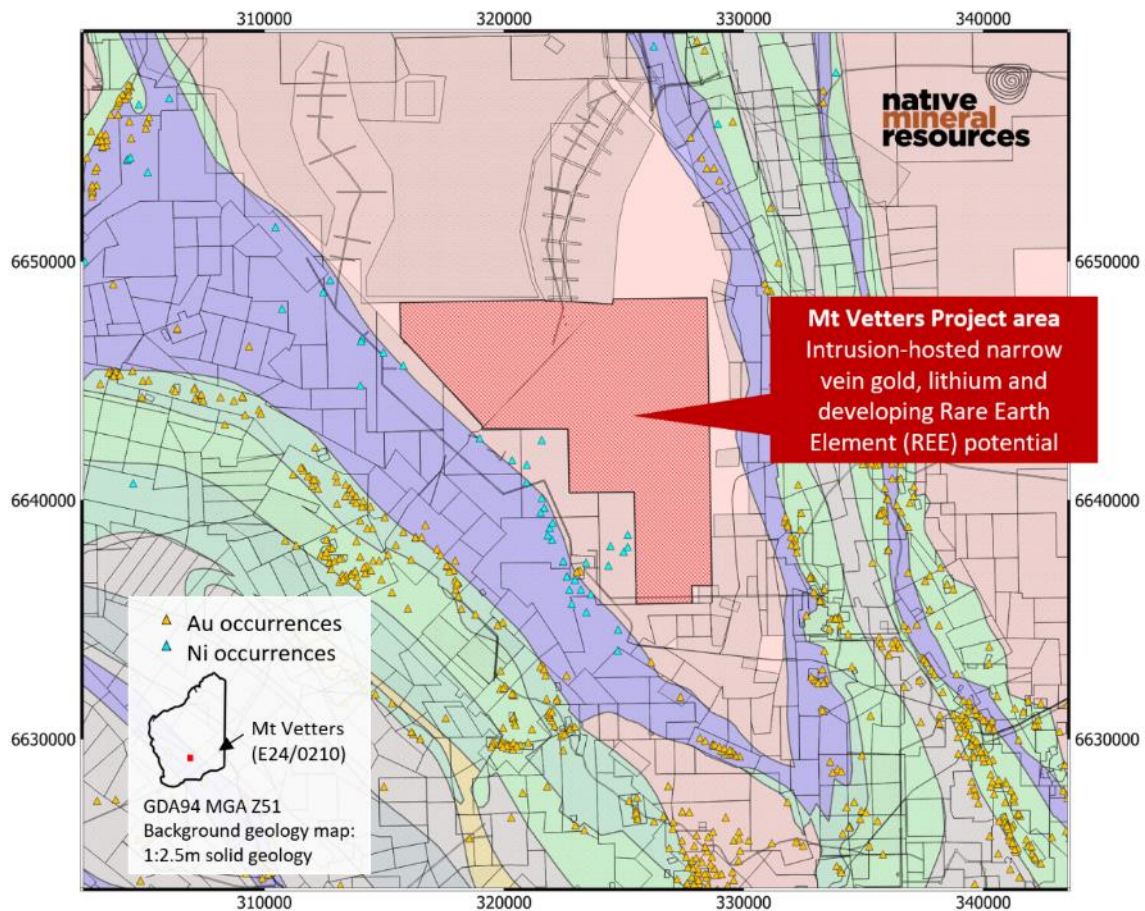 310000 320000 330000 340000
native
mineral
resources
6650000 6650000
Mt Vetters Project area
Intrusion-hosted narrow
vein gold, lithium and
developing Rare Earth
Element (REE) potential
6640000 6640000
Au occurrences
Ni occurrences
Mt Vetters
(E24/0210)
6630000 6630000
GDA94 MGA Z51
Background geology map:
1:2.5m solid geology
310000 320000 330000 340000